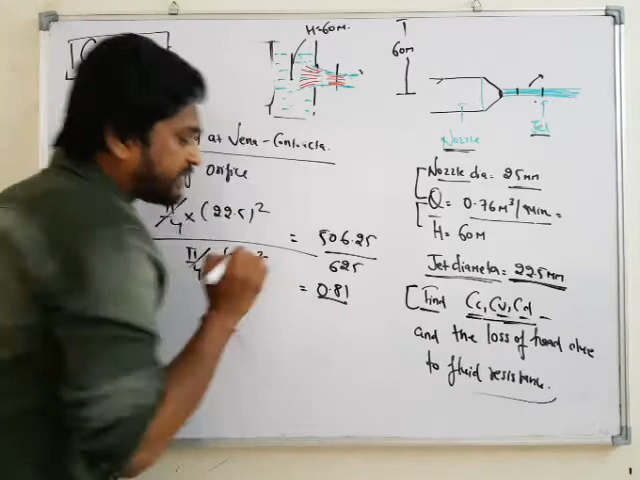 H=60M.
60M
at Vena-Contracta.
orifice
π/4 × (22.5)²
= 506.25
625
π/4
= 0.81
Nozzle
Jet
Nozzle dia = 25mm
Q = 0.76 M³/Min =
H = 60M
Jet diameter = 22.5mm
Find Cc, Cv, Cd
and the loss of head due
to fluid resistance.